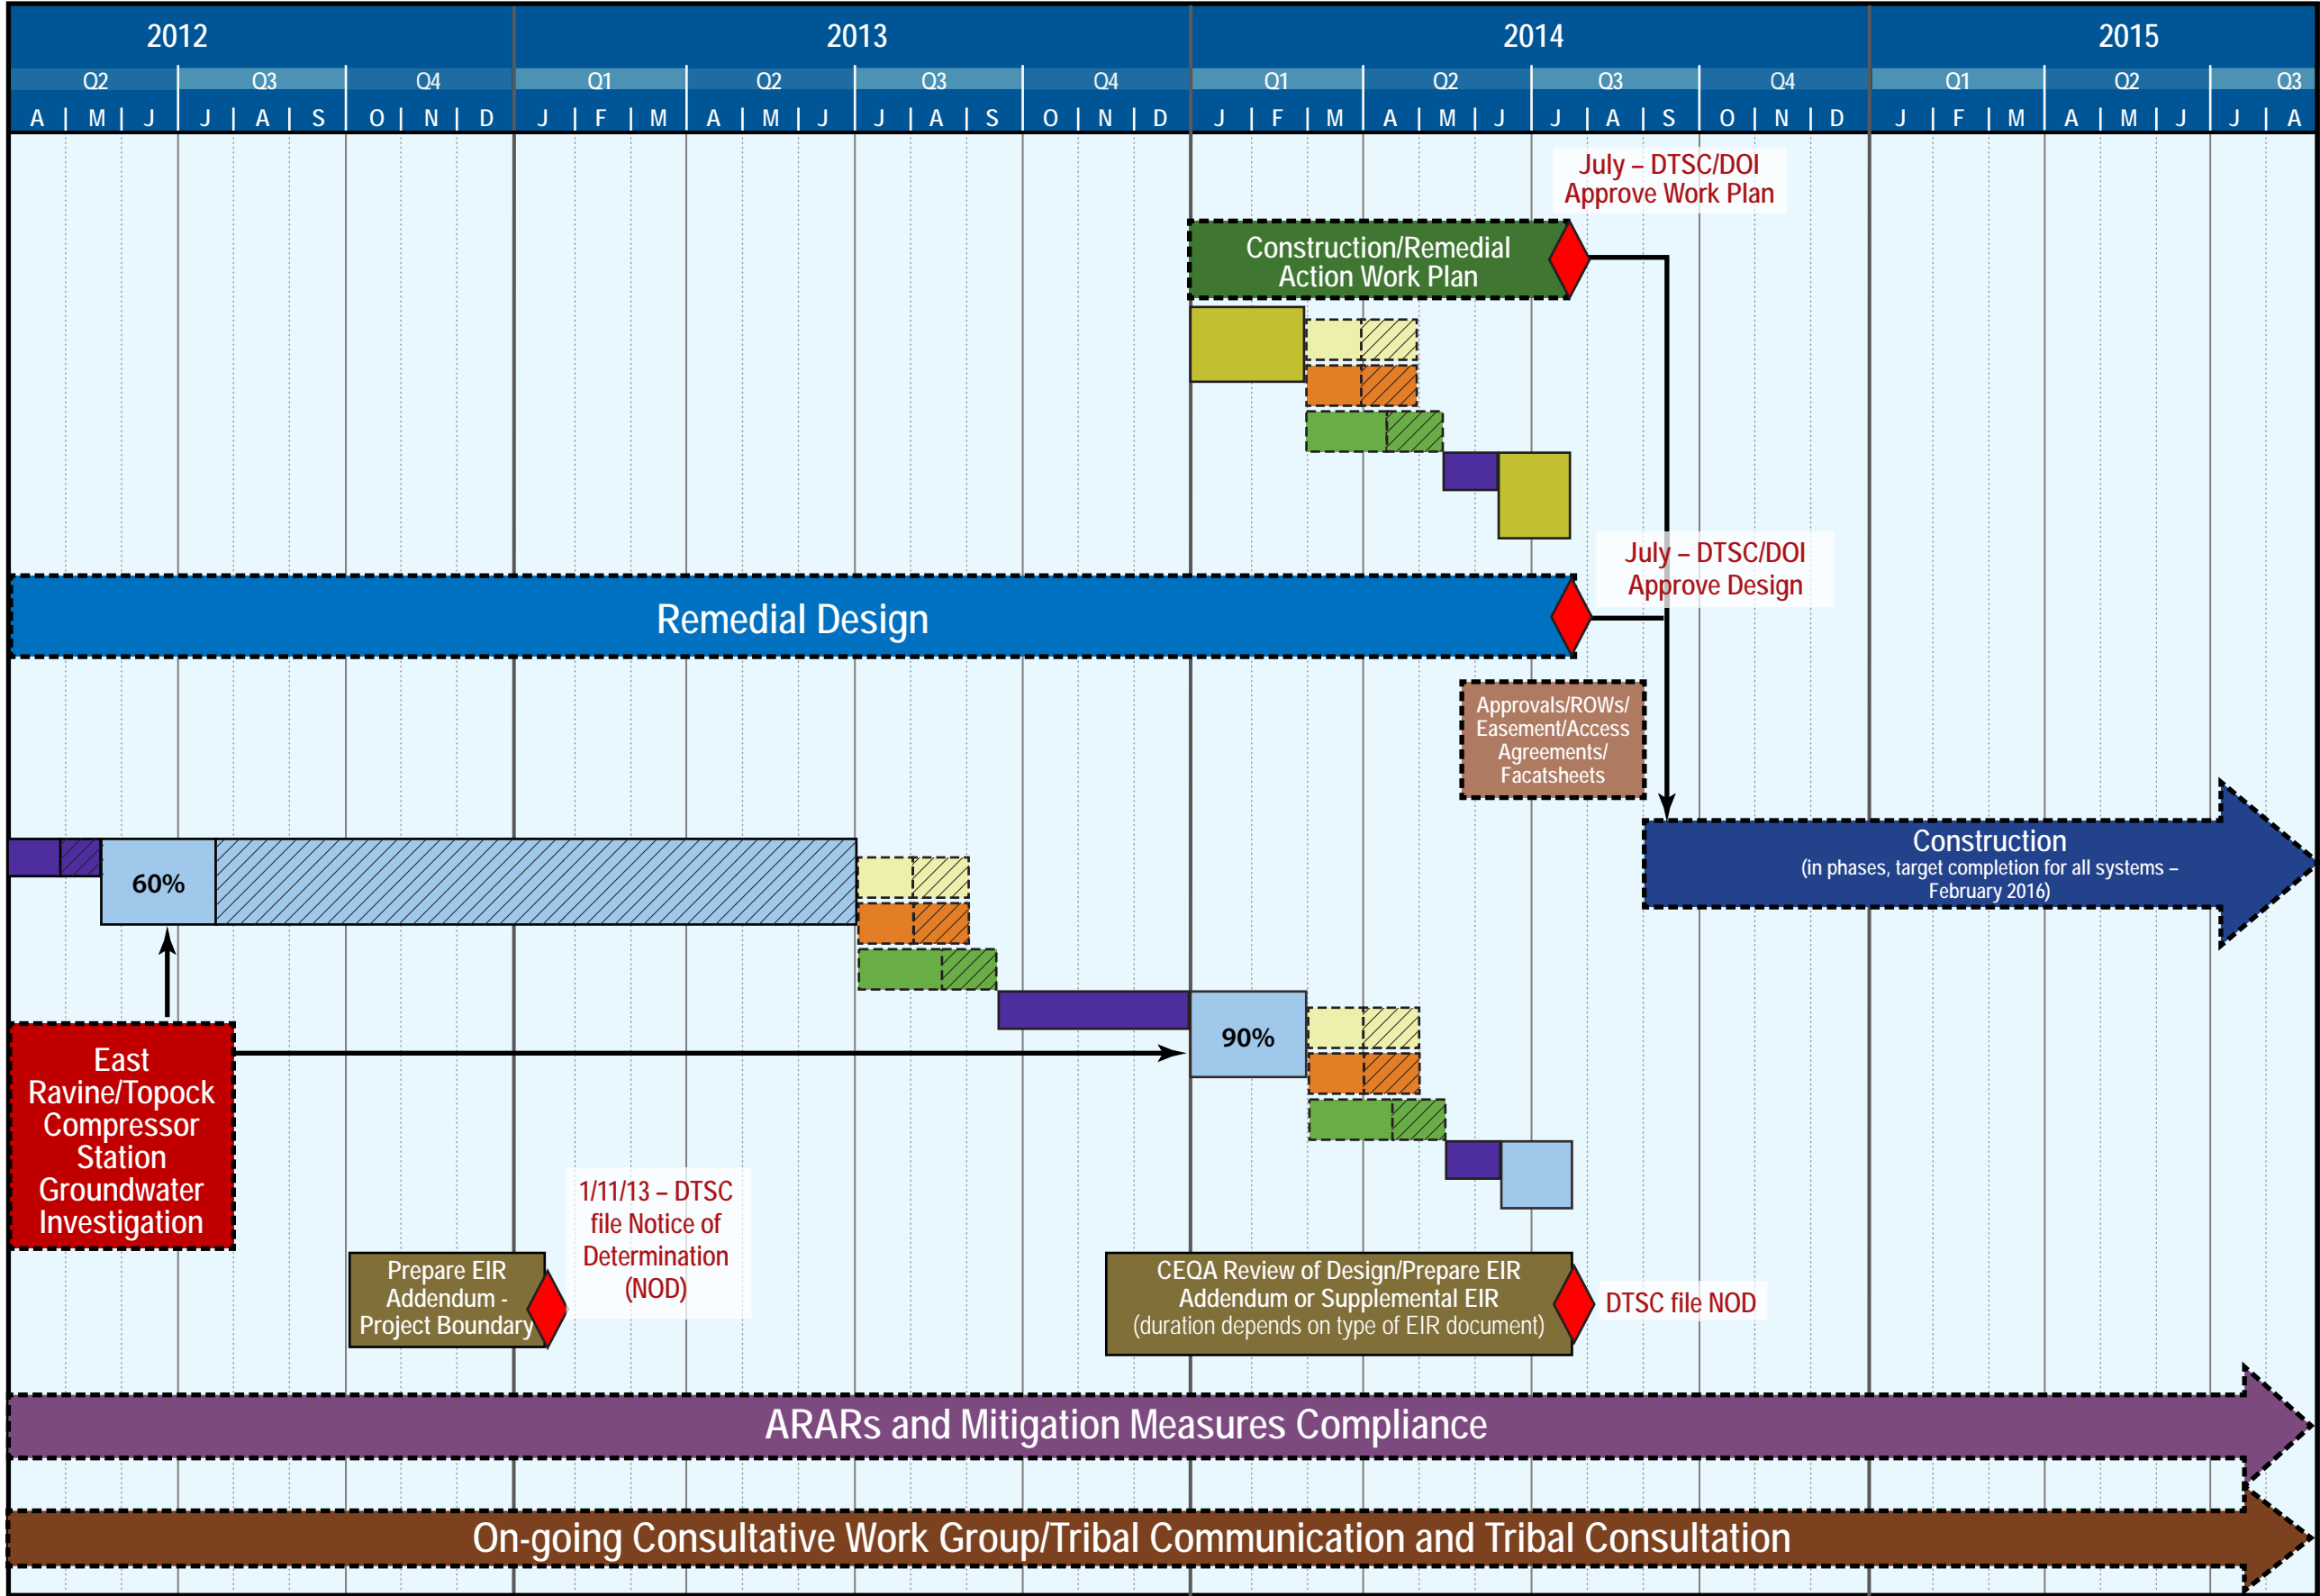 2012 2013 2014 2015
Q2 Q3 Q4 Q1 Q2 Q3 Q4 Q1 Q2 Q3 Q4 Q1 Q2 Q3
A M J J A S O N D J F M A M J J A S O N D J F M A M J J A S O N D J F M A M J J A
July – DTSC/DOI
Approve Work Plan
Construction/Remedial
Action Work Plan
July – DTSC/DOI
Approve Design
Remedial Design
Approvals/ROWs/
Easement/Access
Agreements/
Facatsheets
Construction
(in phases, target completion for all systems –
February 2016)
60%
90%
East
Ravine/Topock
Compressor
Station
Groundwater
Investigation
1/11/13 – DTSC
file Notice of
Determination
(NOD)
Prepare EIR
Addendum -
Project Boundary
CEQA Review of Design/Prepare EIR
Addendum or Supplemental EIR
(duration depends on type of EIR document)
DTSC file NOD
ARARs and Mitigation Measures Compliance
On-going Consultative Work Group/Tribal Communication and Tribal Consultation